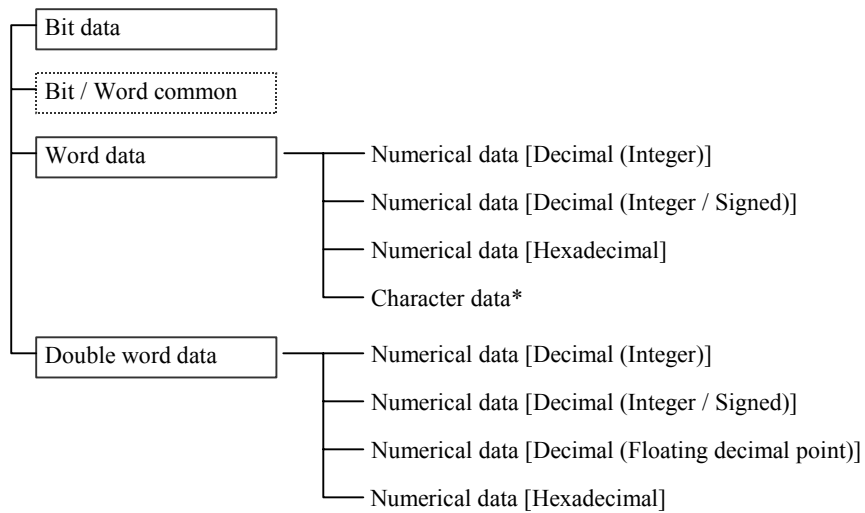 Bit data
Bit / Word common
Word data
Numerical data [Decimal (Integer)]
Numerical data [Decimal (Integer / Signed)]
Numerical data [Hexadecimal]
Character data*
Double word data
Numerical data [Decimal (Integer)]
Numerical data [Decimal (Integer / Signed)]
Numerical data [Decimal (Floating decimal point)]
Numerical data [Hexadecimal]